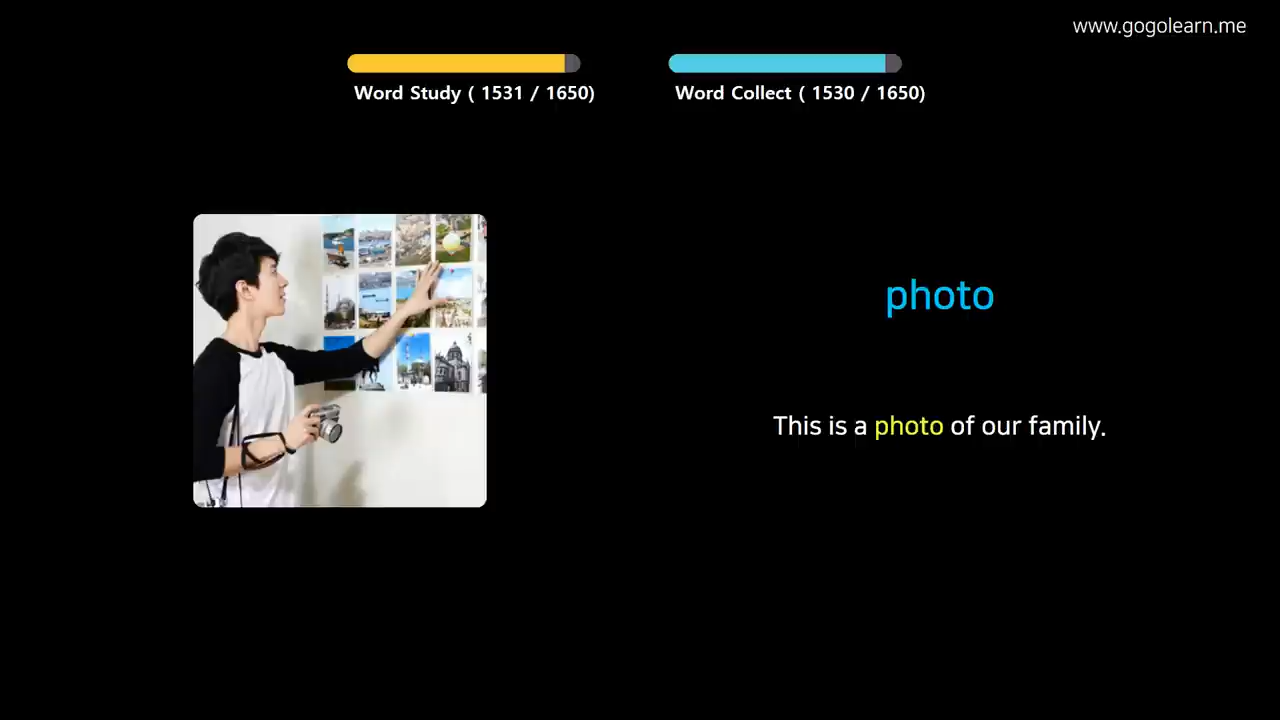 www.gogolearn.me
Word Study ( 1531 / 1650)
Word Collect ( 1530 / 1650)
photo
This is a photo of our family.